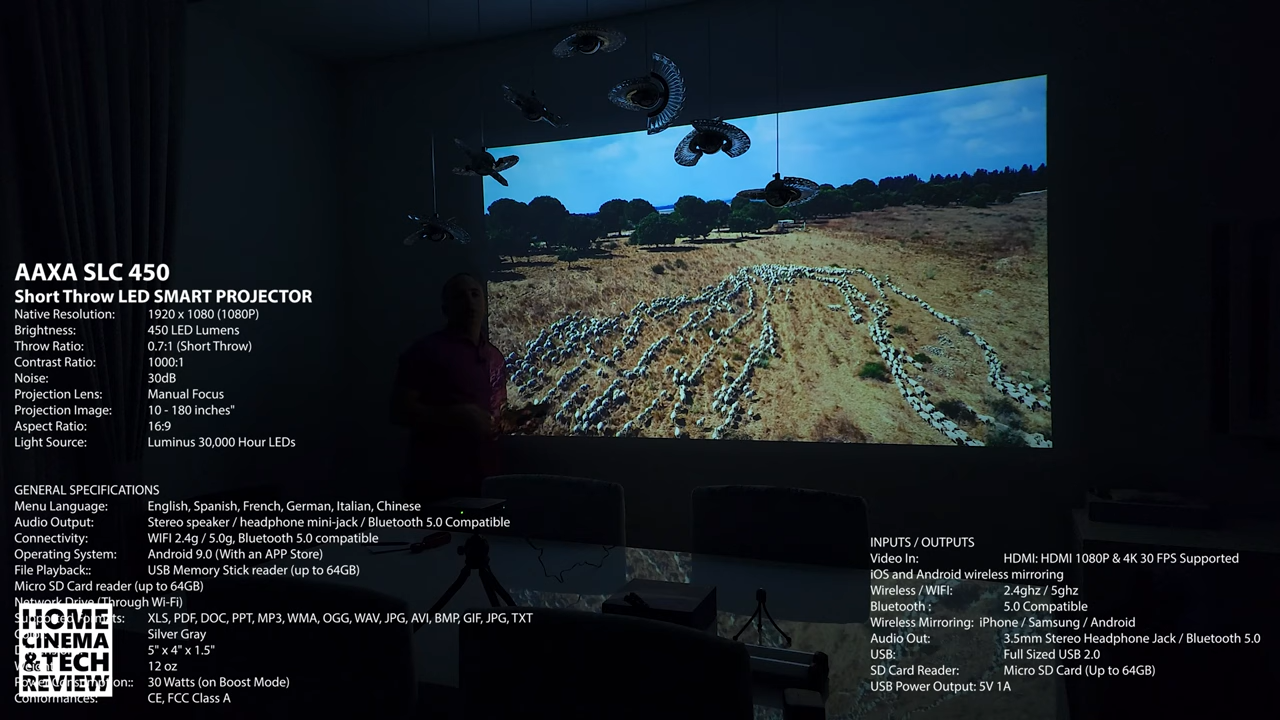 AAXA SLC 450
Short Throw LED SMART PROJECTOR
Native Resolution: 1920 x 1080 (1080P)
Brightness: 450 LED Lumens
Throw Ratio: 0.7:1 (Short Throw)
Contrast Ratio: 1000:1
Noise: 30dB
Projection Lens: Manual Focus
Projection Image: 10 - 180 inches"
Aspect Ratio: 16:9
Light Source: Luminus 30,000 Hour LEDs
GENERAL SPECIFICATIONS
Menu Language: English, Spanish, French, German, Italian, Chinese
Audio Output: Stereo speaker / headphone mini-jack / Bluetooth 5.0 Compatible
Connectivity: WIFI 2.4g / 5.0g, Bluetooth 5.0 compatible
Operating System: Android 9.0 (With an APP Store)
File Playback:: USB Memory Stick reader (up to 64GB)
Micro SD Card reader (up to 64GB)
Network Drive (Through Wi-Fi)
Supported Formats: XLS, PDF, DOC, PPT, MP3, WMA, OGG, WAV, JPG, AVI, BMP, GIF, JPG, TXT
Silver Gray
5" x 4" x 1.5"
12 oz
Power Consumption:: 30 Watts (on Boost Mode)
Conformances: CE, FCC Class A
HOME
CINEMA
&TECH
REVIEW
INPUTS / OUTPUTS
Video In: HDMI: HDMI 1080P & 4K 30 FPS Supported
iOS and Android wireless mirroring
Wireless / WIFI: 2.4ghz / 5ghz
Bluetooth : 5.0 Compatible
Wireless Mirroring: iPhone / Samsung / Android
Audio Out: 3.5mm Stereo Headphone Jack / Bluetooth 5.0
USB: Full Sized USB 2.0
SD Card Reader: Micro SD Card (Up to 64GB)
USB Power Output: 5V 1A